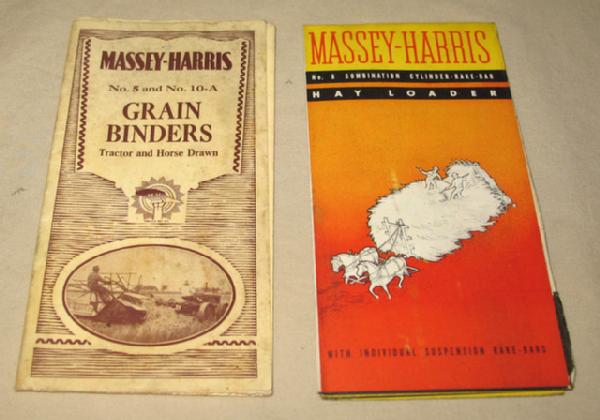 MASSEY-HARRIS
No. 5 and No. 10-A
GRAIN
BINDERS
Tractor and Horse Drawn
MASSEY-HARRIS
No. 8 COMBINATION CYLINDER-RAKE-BAR
HAY LOADER
WITH INDIVIDUAL SUSPENSION RAKE-BARS